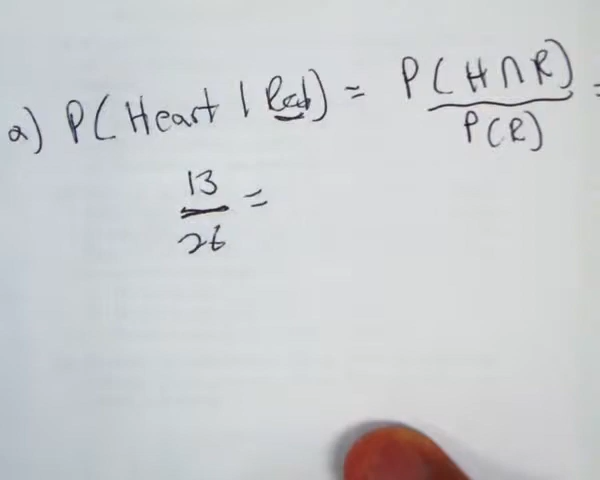 a) P(Heart | Red) = P(H∩R)/P(R) =
13/26 =